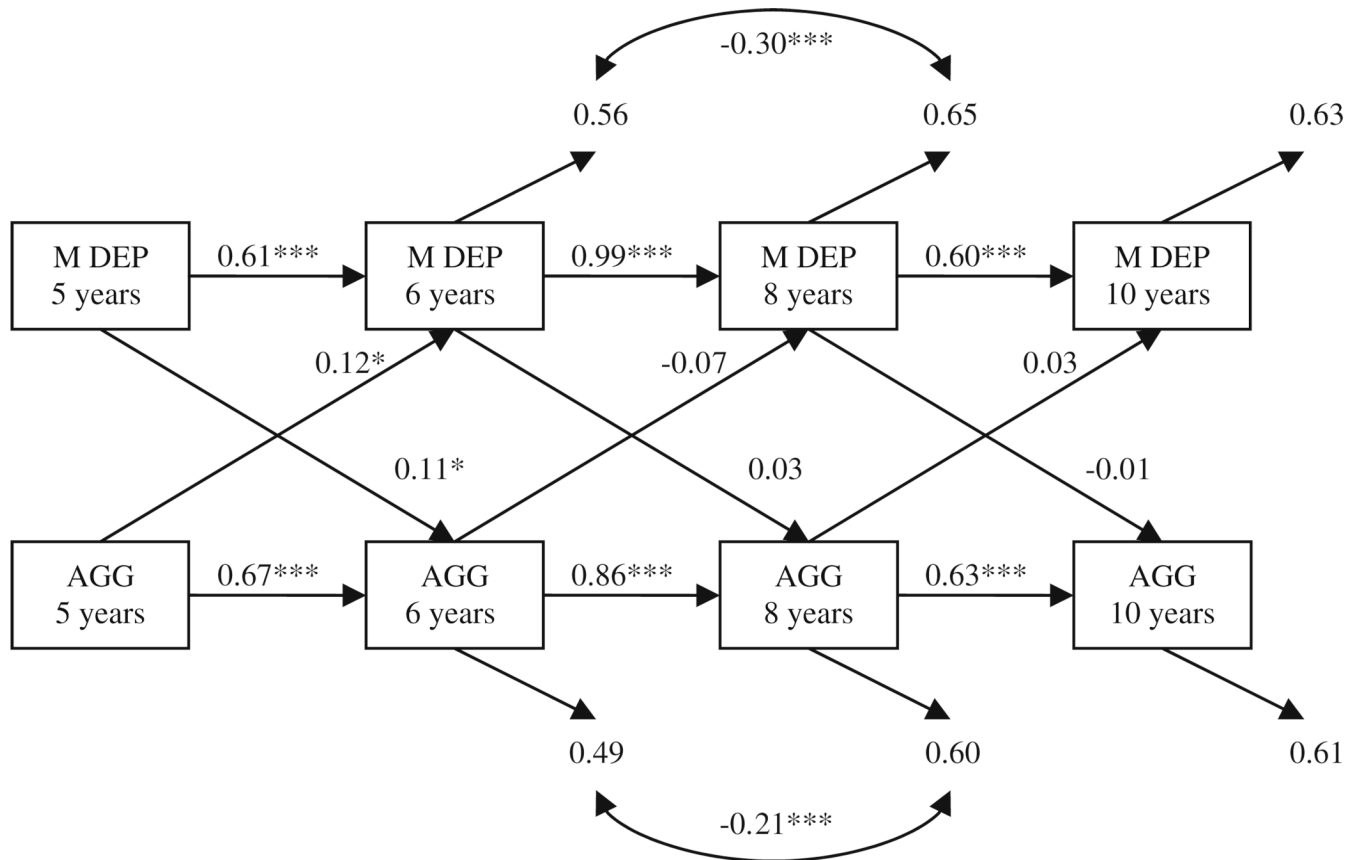 -0.30***
0.56
0.65
0.63
M DEP
5 years
0.61***
M DEP
6 years
0.99***
M DEP
8 years
0.60***
M DEP
10 years
0.12*
-0.07
0.03
0.11*
0.03
-0.01
AGG
5 years
0.67***
AGG
6 years
0.86***
AGG
8 years
0.63***
AGG
10 years
0.49
0.60
0.61
-0.21***